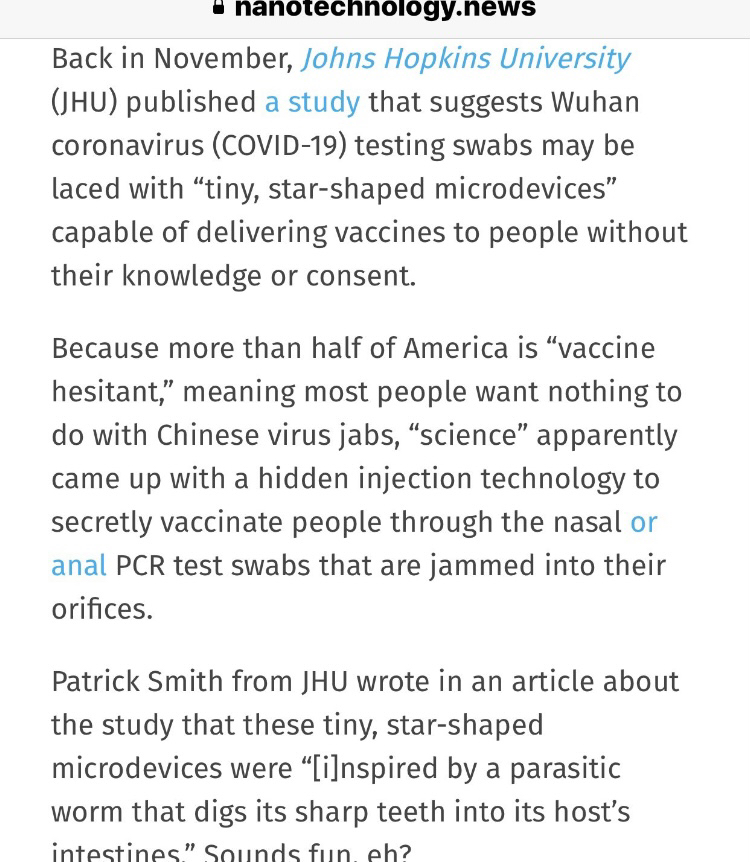 nanotechnology.news
Back in November, Johns Hopkins University
(JHU) published a study that suggests Wuhan
coronavirus (COVID-19) testing swabs may be
laced with “tiny, star-shaped microdevices”
capable of delivering vaccines to people without
their knowledge or consent.
Because more than half of America is “vaccine
hesitant,” meaning most people want nothing to
do with Chinese virus jabs, “science” apparently
came up with a hidden injection technology to
secretly vaccinate people through the nasal or
anal PCR test swabs that are jammed into their
orifices.
Patrick Smith from JHU wrote in an article about
the study that these tiny, star-shaped
microdevices were “[i]nspired by a parasitic
worm that digs its sharp teeth into its host’s
intestines.” Sounds fun, eh?